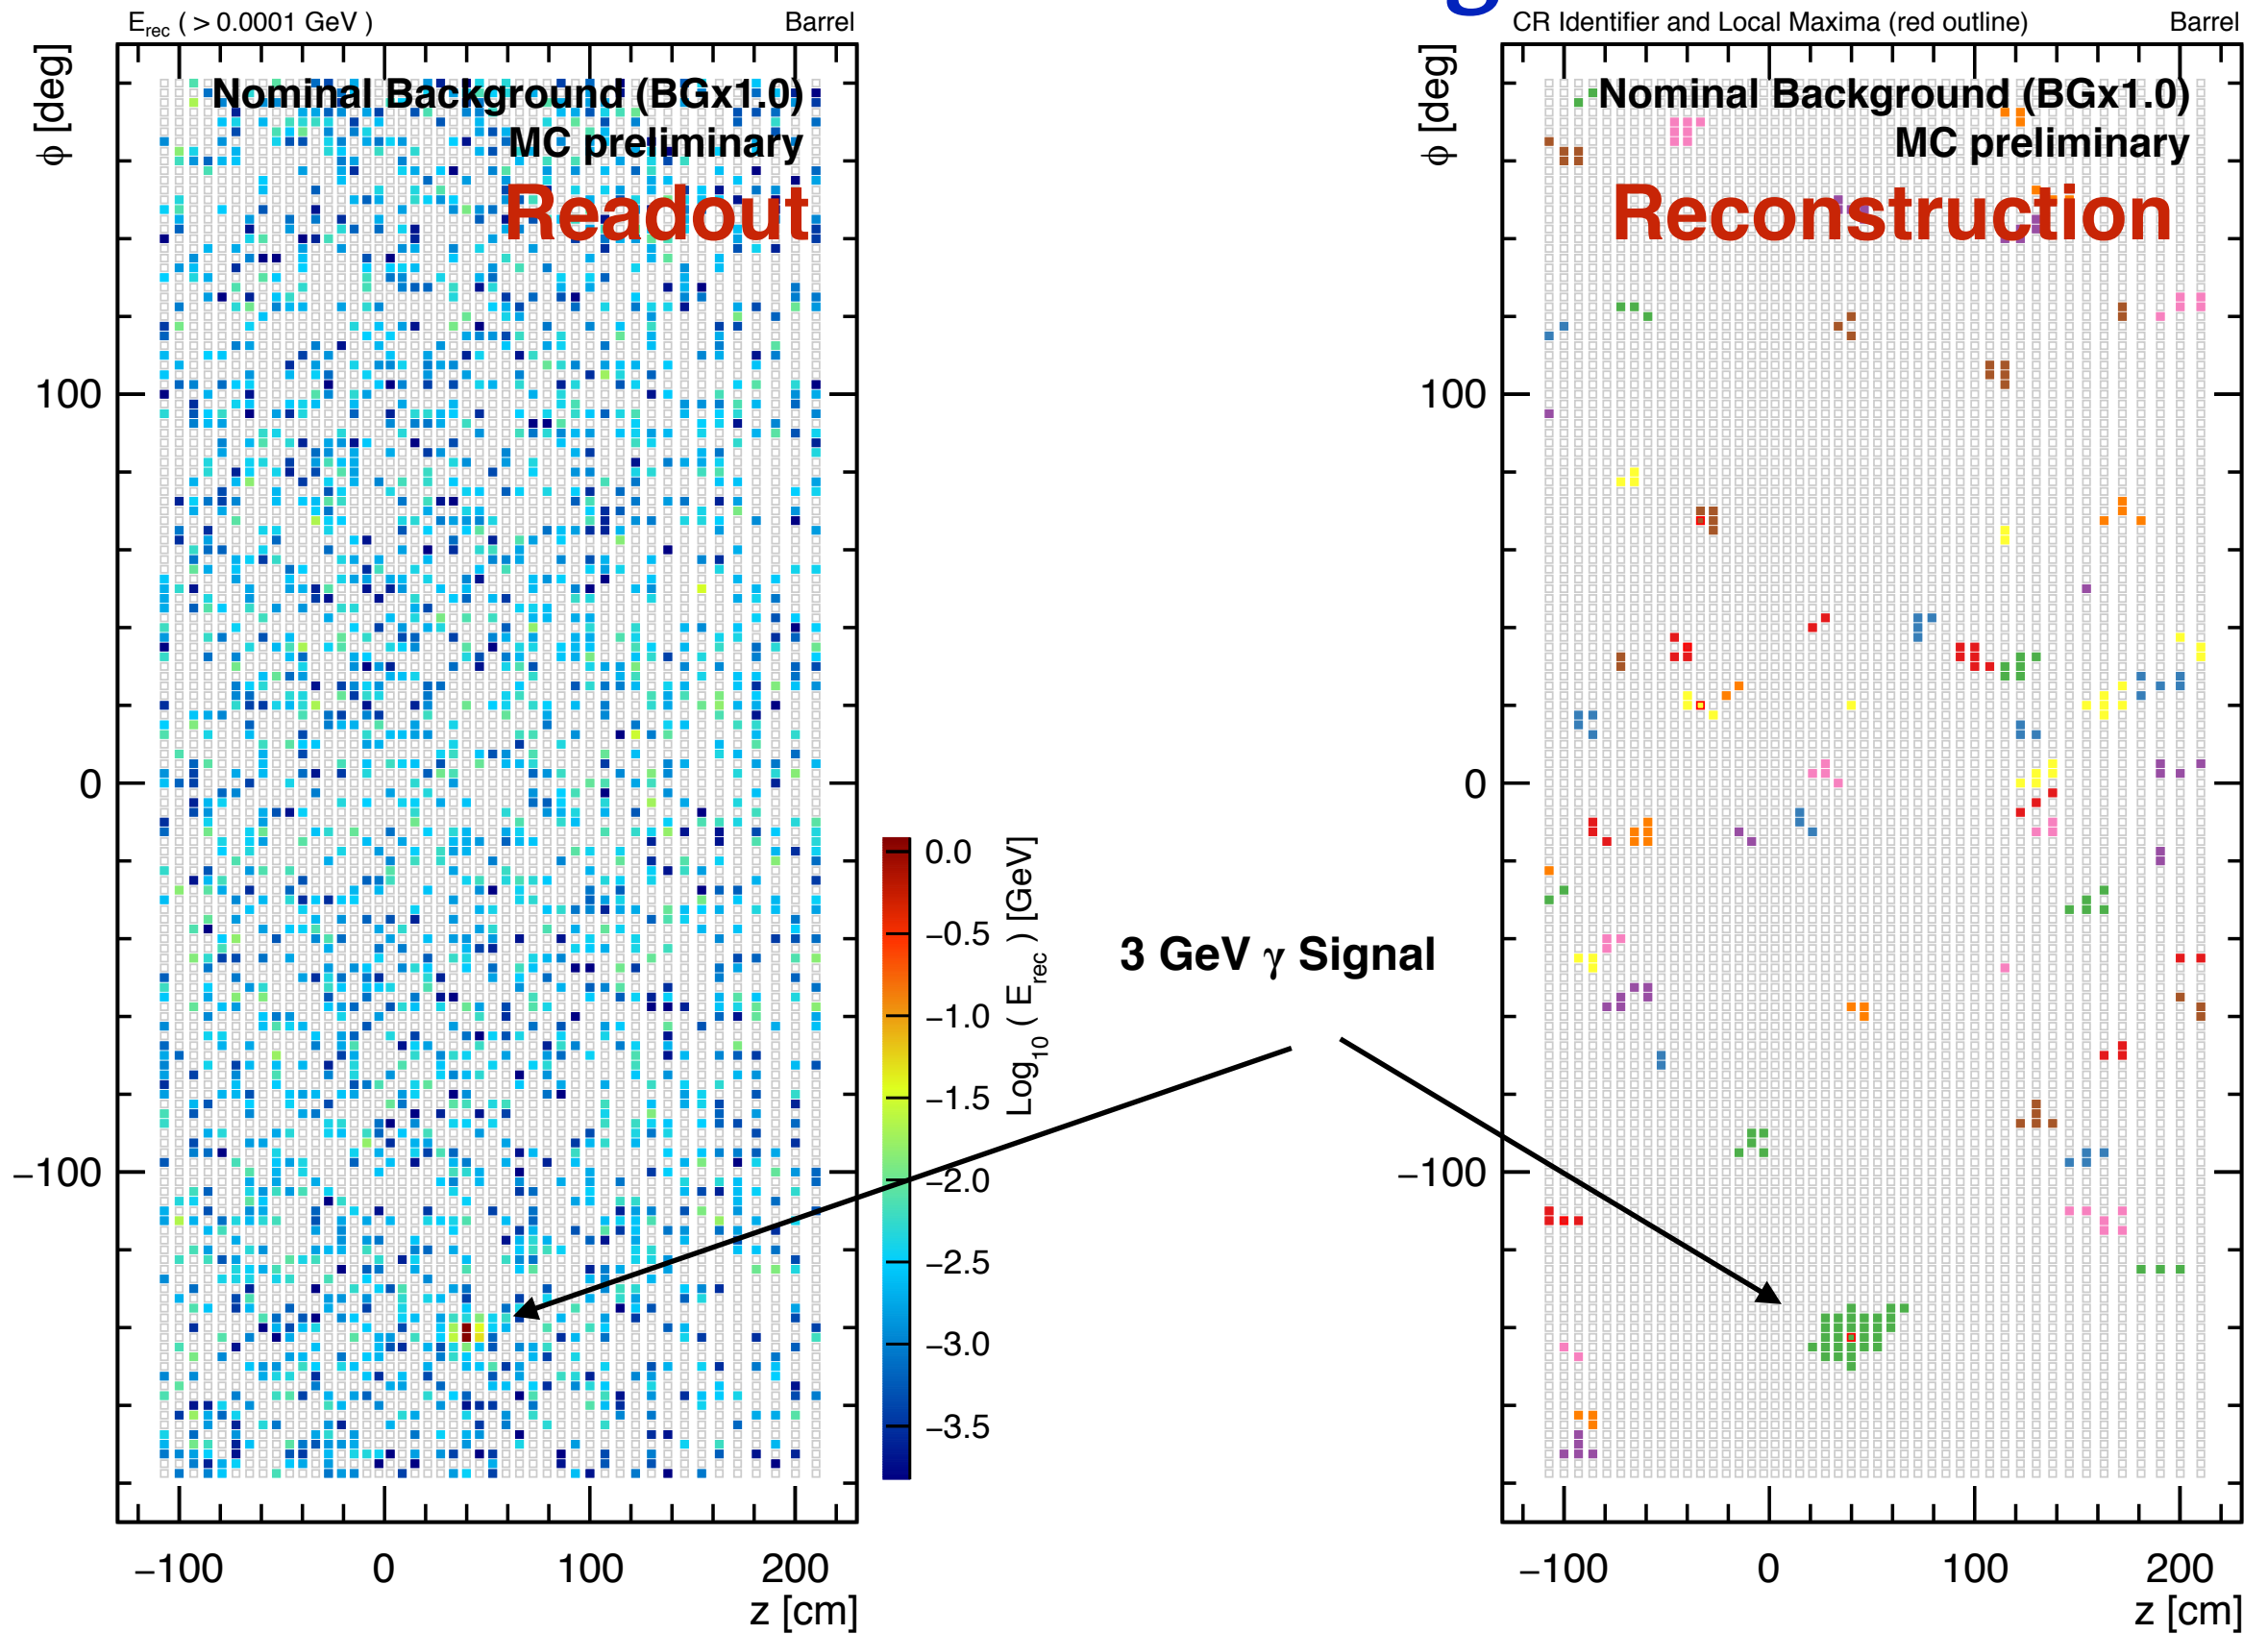 g
E_rec ( > 0.0001 GeV )
Barrel
Nominal Background (BGx1.0)
MC preliminary
Readout
ϕ [deg]
100
0
−100
−100 0 100 200
z [cm]
0.0
−0.5
−1.0
−1.5
−2.0
−2.5
−3.0
−3.5
Log_10 ( E_rec ) [GeV]
3 GeV γ Signal
CR Identifier and Local Maxima (red outline)
Barrel
Nominal Background (BGx1.0)
MC preliminary
Reconstruction
ϕ [deg]
100
0
−100
−100 0 100 200
z [cm]